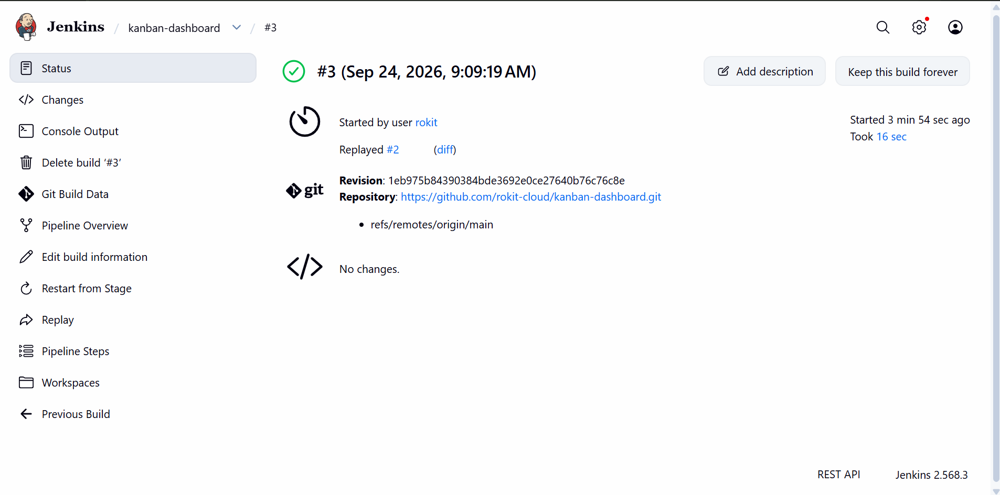 Jenkins / kanban-dashboard / #3
Status
Changes
Console Output
Delete build ‘#3’
Git Build Data
Pipeline Overview
Edit build information
Restart from Stage
Replay
Pipeline Steps
Workspaces
Previous Build
#3 (Sep 24, 2026, 9:09:19 AM)
Add description
Keep this build forever
Started by user rokit
Started 3 min 54 sec ago
Took 16 sec
Replayed #2 (diff)
git
Revision: 1eb975b84390384bde3692e0ce27640b76c76c8e
Repository: https://github.com/rokit-cloud/kanban-dashboard.git
• refs/remotes/origin/main
No changes.
REST API
Jenkins 2.568.3